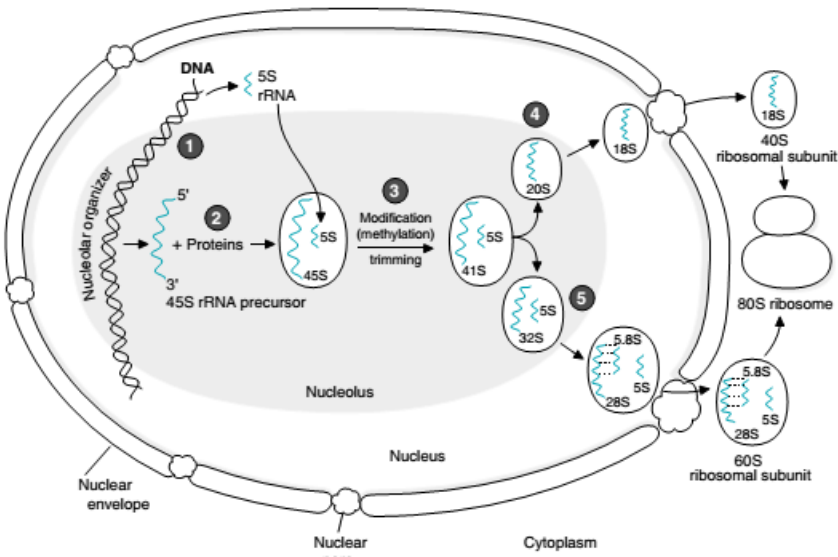 DNA
5S
rRNA
1
Nucleolar organizer
5'
2
+ Proteins
3'
45S rRNA precursor
5S
45S
3
Modification
(methylation)
trimming
5S
41S
4
20S
18S
18S
40S
ribosomal subunit
80S ribosome
5
5S
32S
5.8S
5S
28S
5.8S
5S
28S
60S
ribosomal subunit
Nucleolus
Nucleus
Nuclear
envelope
Nuclear
Cytoplasm